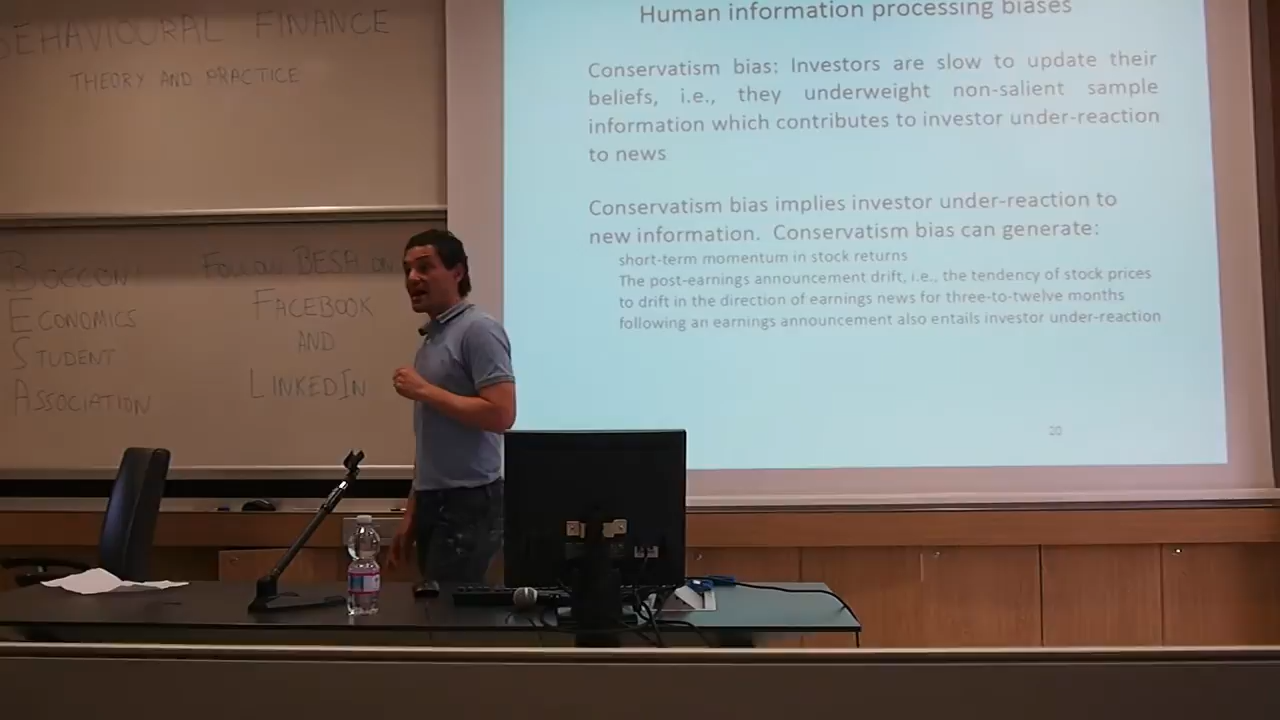 BEHAVIOURAL FINANCE
THEORY AND PRACTICE
BOCCONI
ECONOMICS
STUDENT
ASSOCIATION
FOLLOW BESA ON
FACEBOOK
AND
LINKEDIN
Human information processing biases
Conservatism bias: Investors are slow to update their
beliefs, i.e., they underweight non-salient sample
information which contributes to investor under-reaction
to news
Conservatism bias implies investor under-reaction to
new information. Conservatism bias can generate:
short-term momentum in stock returns
The post-earnings announcement drift, i.e., the tendency of stock prices
to drift in the direction of earnings news for three-to-twelve months
following an earnings announcement also entails investor under-reaction
20